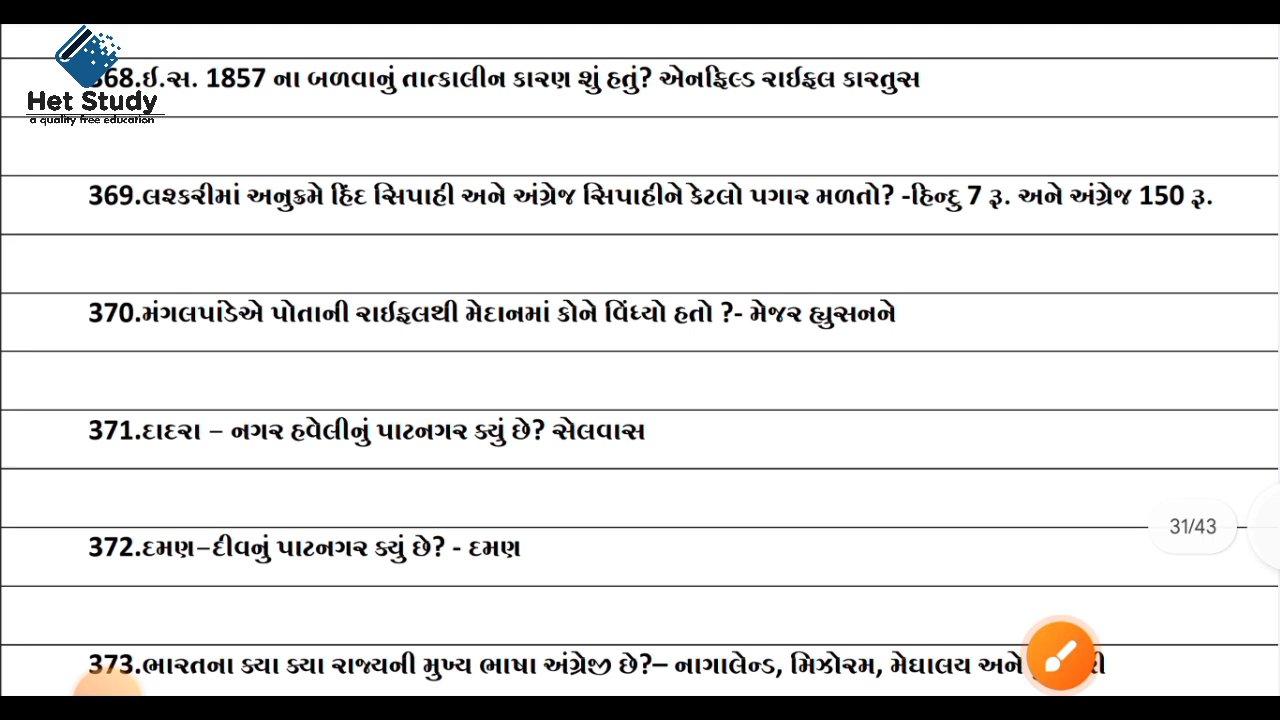 Het Study
a quality free education
368.ઈ.સ. 1857 ના બળવાનું તાત્કાલીન કારણ શું હતું? એનફિલ્ડ રાઈફલ કારતુસ
369.લશ્કરીમાં અનુક્રમે હિંદ સિપાહી અને અંગ્રેજ સિપાહીને કેટલો પગાર મળતો? -હિન્દુ 7 રૂ. અને અંગ્રેજ 150 રૂ.
370.મંગલપાંડેએ પોતાની રાઈફલથી મેદાનમાં કોને વિંધ્યો હતો ?- મેજર હ્યુસનને
371.દાદરા – નગર હવેલીનું પાટનગર ક્યું છે? સેલવાસ
31/43
372.દમણ–દીવનું પાટનગર ક્યું છે? - દમણ
373.ભારતના ક્યા ક્યા રાજ્યની મુખ્ય ભાષા અંગ્રેજી છે?– નાગાલેન્ડ, મિઝોરમ, મેઘાલય અને